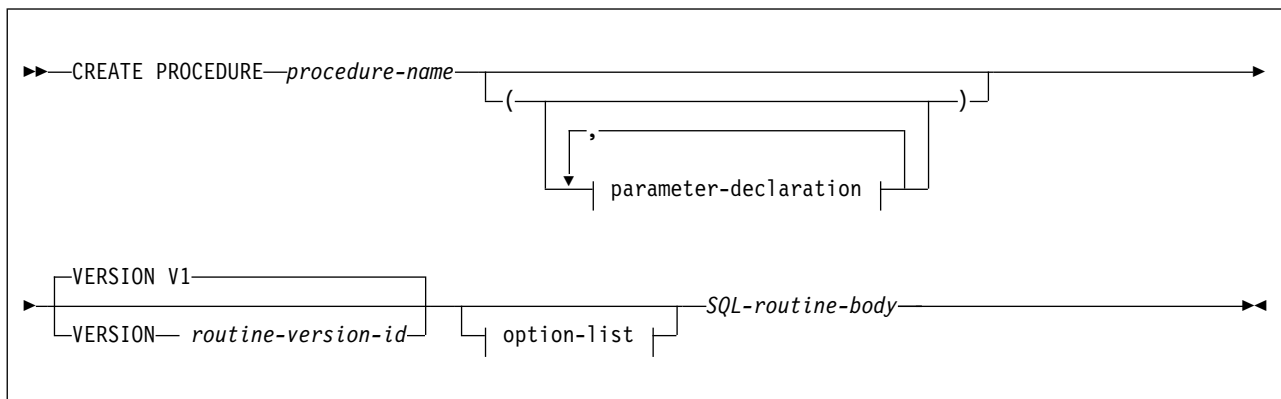 CREATE PROCEDURE procedure-name
( )
,
parameter-declaration
VERSION V1
VERSION routine-version-id
option-list
SQL-routine-body